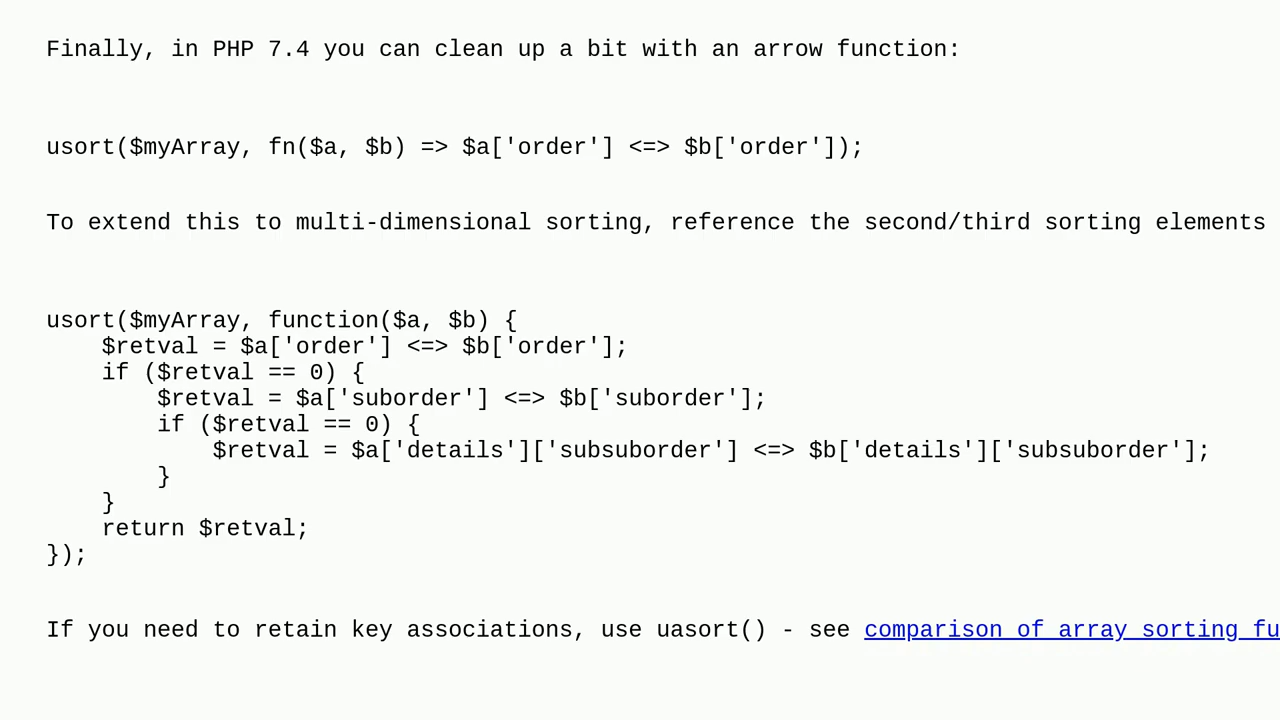 Finally, in PHP 7.4 you can clean up a bit with an arrow function:
usort($myArray, fn($a, $b) => $a['order'] <=> $b['order']);
To extend this to multi-dimensional sorting, reference the second/third sorting elements
usort($myArray, function($a, $b) {
    $retval = $a['order'] <=> $b['order'];
    if ($retval == 0) {
        $retval = $a['suborder'] <=> $b['suborder'];
        if ($retval == 0) {
            $retval = $a['details']['subsuborder'] <=> $b['details']['subsuborder'];
        }
    }
    return $retval;
});
If you need to retain key associations, use uasort() - see comparison of array sorting fu